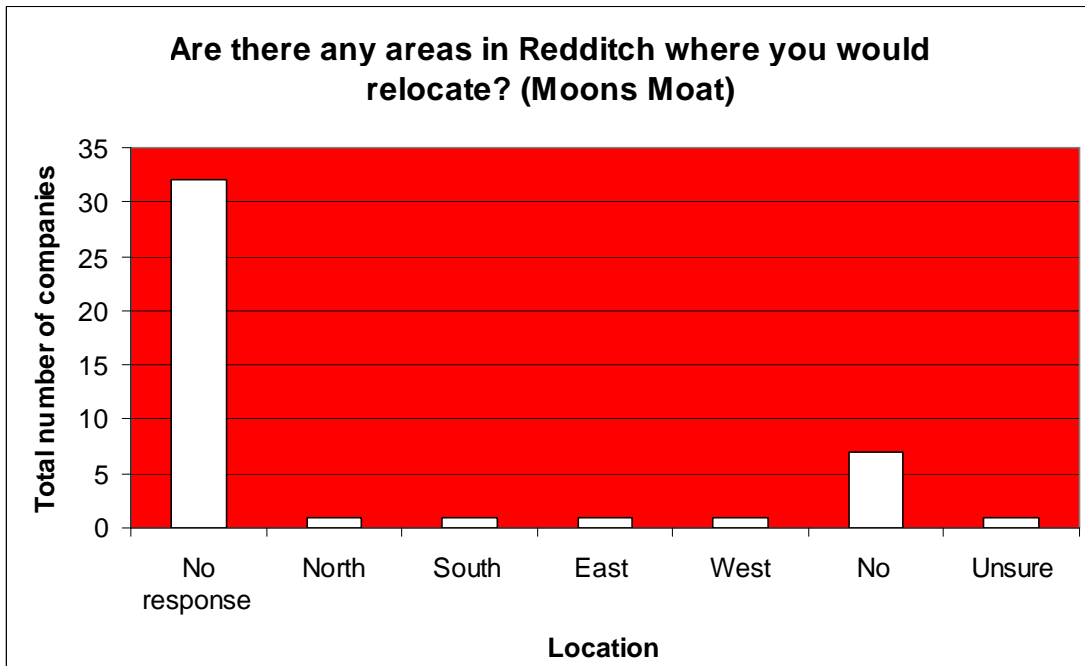 Are there any areas in Redditch where you would
relocate? (Moons Moat)
Total number of companies
35
30
25
20
15
10
5
0
No
response
North
South
East
West
No
Unsure
Location